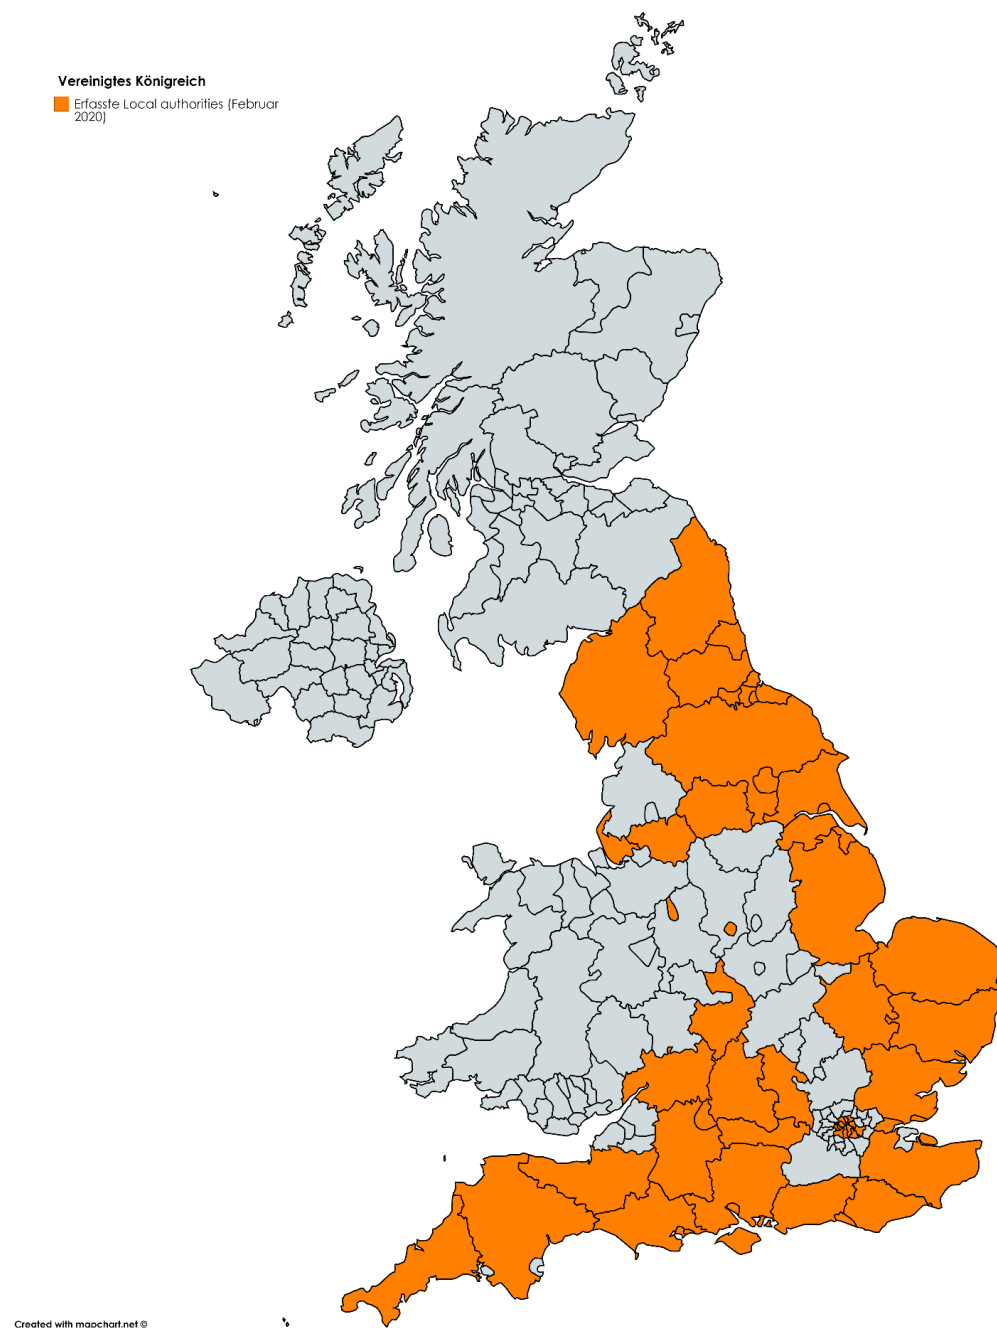 Vereinigtes Königreich
Erfasste Local authorities (Februar
2020)
Created with mapchart.net ©